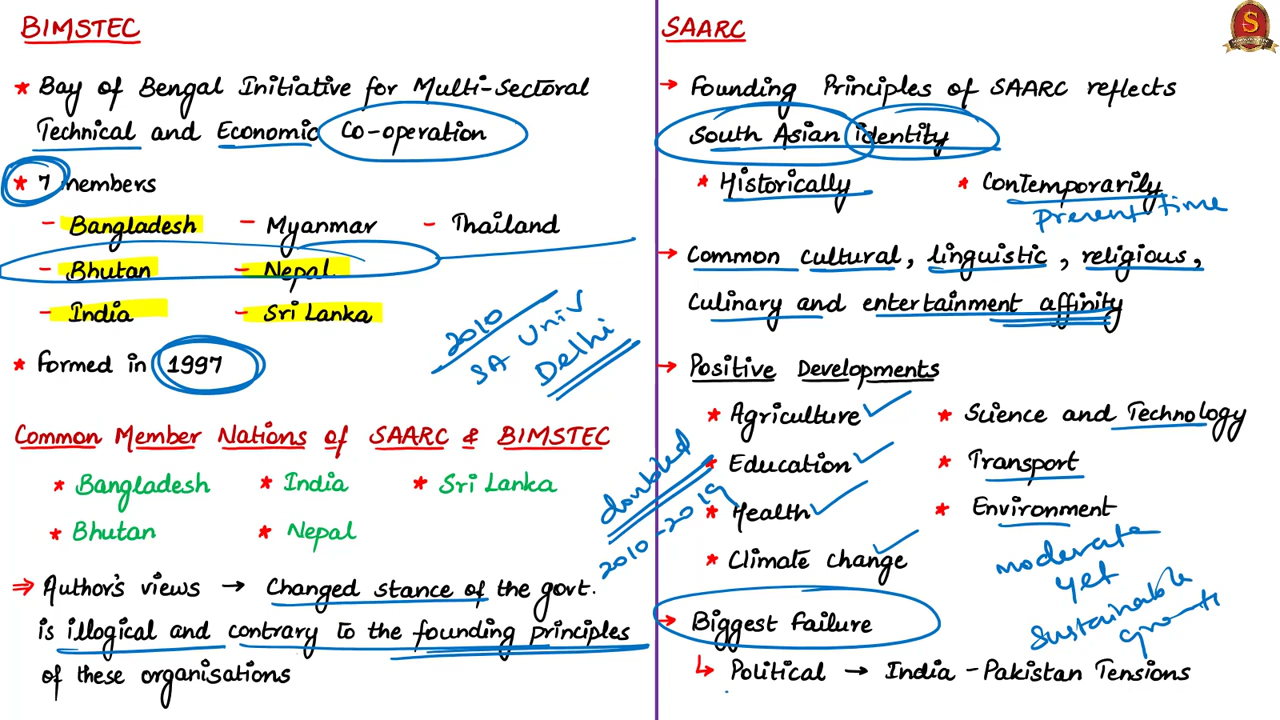 BIMSTEC
* Bay of Bengal Initiative for Multi-Sectoral
Technical and Economic Co-operation
* 7 members
- Bangladesh - Myanmar - Thailand
- Bhutan - Nepal
- India - Sri Lanka
* Formed in 1997
2010
SA Univ
Delhi
Common Member Nations of SAARC & BIMSTEC
* Bangladesh * India * Sri Lanka
* Bhutan * Nepal
⇒ Author's views → Changed stance of the govt.
is illogical and contrary to the founding principles
of these organisations
SAARC
→ Founding Principles of SAARC reflects
South Asian identity
* Historically * Contemporarily
present time
→ Common cultural, linguistic, religious,
Culinary and entertainment affinity
→ Positive Developments
* Agriculture * Science and Technology
* Education * Transport
* Health * Environment
* Climate change
doubled
2010-2019
moderate
yet
sustainable
→ Biggest Failure
↳ Political → India - Pakistan Tensions
S